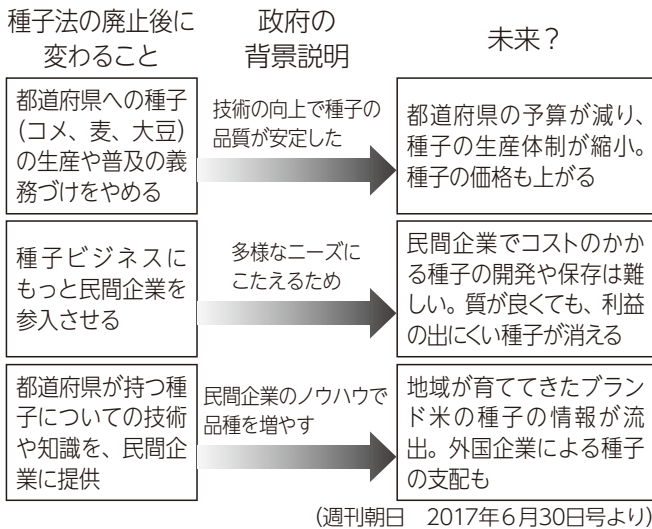 種子法の廃止後に
変わること
政府の
背景説明
未来？
都道府県への種子
(コメ、麦、大豆)
の生産や普及の義
務づけをやめる
技術の向上で種子の
品質が安定した
都道府県の予算が減り、
種子の生産体制が縮小。
種子の価格も上がる
種子ビジネスに
もっと民間企業を
参入させる
多様なニーズに
こたえるため
民間企業でコストのかか
る種子の開発や保存は難
しい。質が良くても、利益
の出にくい種子が消える
都道府県が持つ種
子についての技術
や知識を、民間企
業に提供
民間企業のノウハウで
品種を増やす
地域が育ててきたブラン
ド米の種子の情報が流
出。外国企業による種子
の支配も
(週刊朝日　2017年6月30日号より)